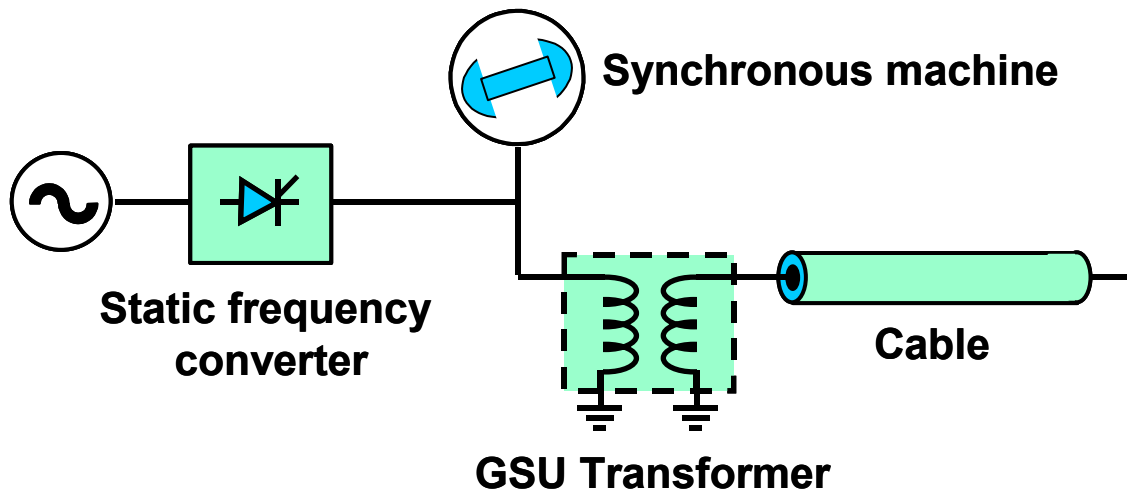 Synchronous machine
Static frequency
converter
Cable
GSU Transformer